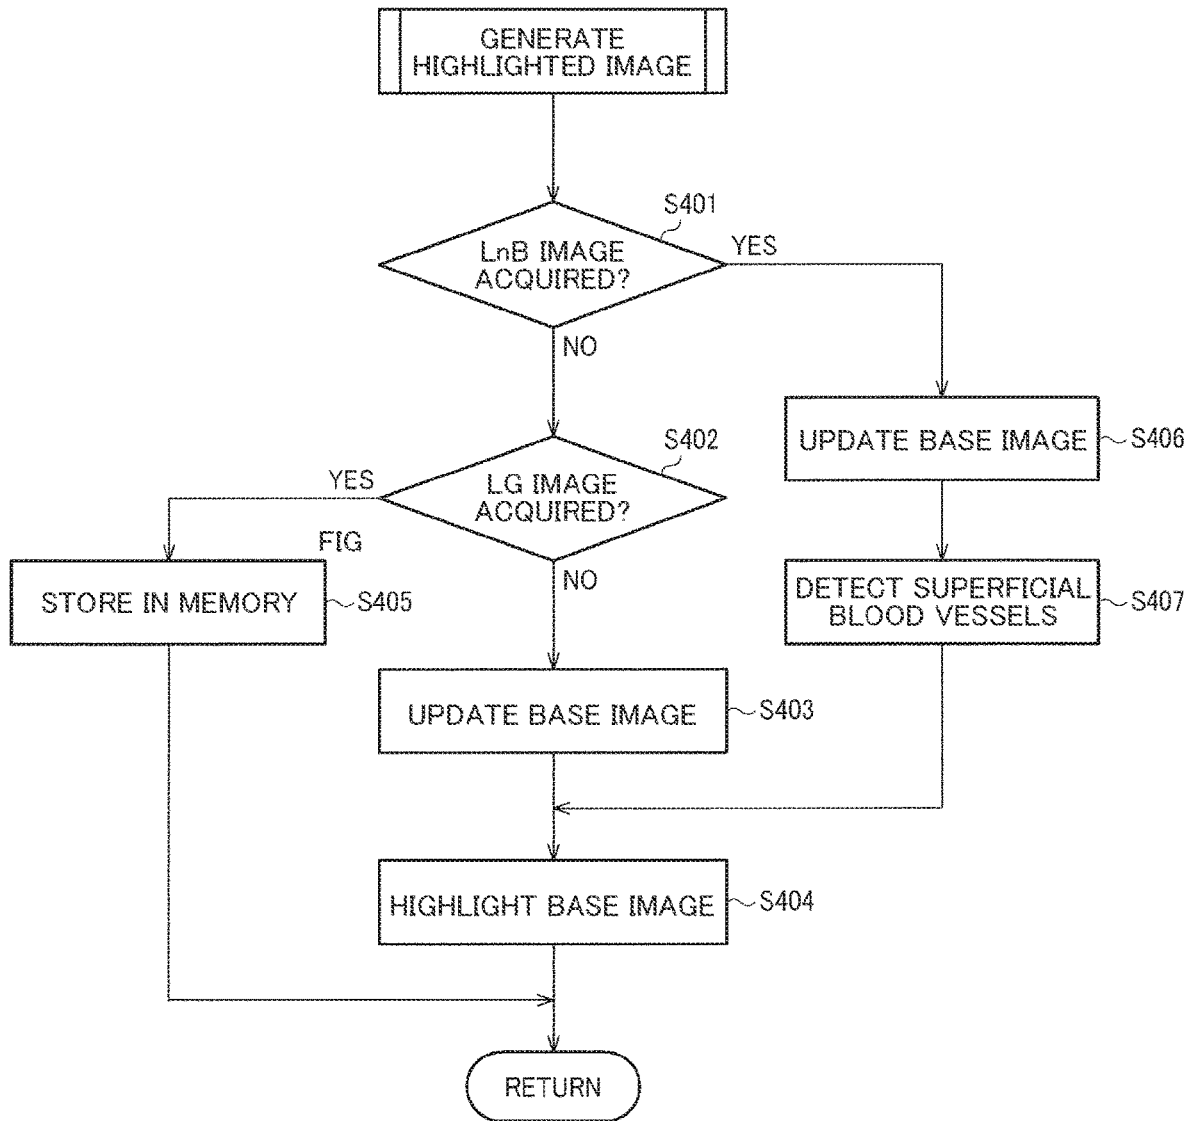 GENERATE
HIGHLIGHTED IMAGE
S401
LnB IMAGE
ACQUIRED?
YES
NO
S402
LG IMAGE
ACQUIRED?
YES
FIG
NO
UPDATE BASE IMAGE
S406
STORE IN MEMORY
S405
DETECT SUPERFICIAL
BLOOD VESSELS
S407
UPDATE BASE IMAGE
S403
HIGHLIGHT BASE IMAGE
S404
RETURN